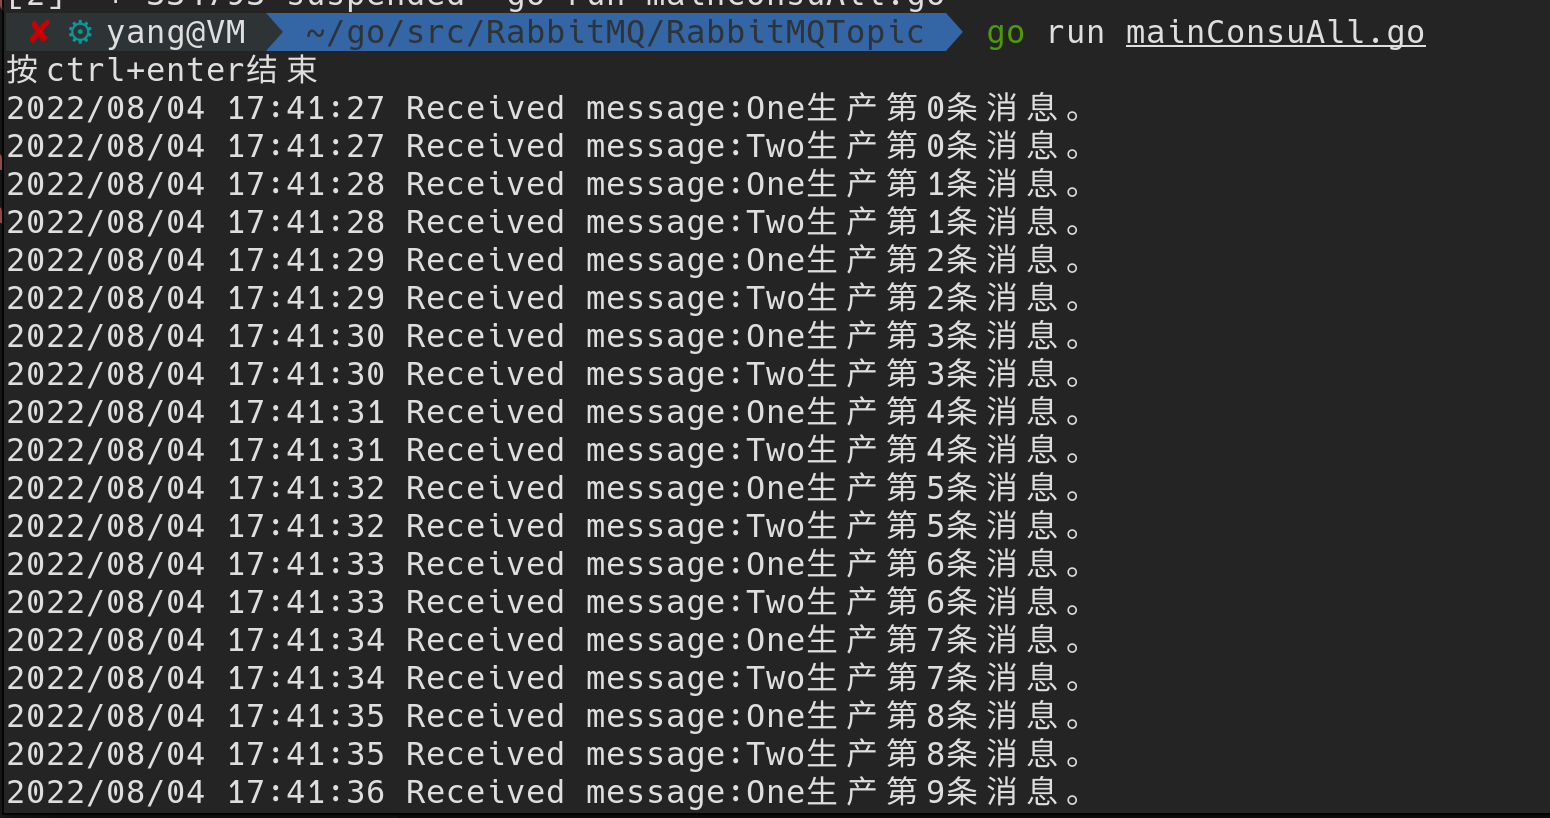 suspended go run mainConsuAll.go
✘ ⚙ yang@VM ~/go/src/RabbitMQ/RabbitMQTopic go run mainConsuAll.go
按ctrl+enter结束
2022/08/04 17:41:27 Received message:One生产第0条消息。
2022/08/04 17:41:27 Received message:Two生产第0条消息。
2022/08/04 17:41:28 Received message:One生产第1条消息。
2022/08/04 17:41:28 Received message:Two生产第1条消息。
2022/08/04 17:41:29 Received message:One生产第2条消息。
2022/08/04 17:41:29 Received message:Two生产第2条消息。
2022/08/04 17:41:30 Received message:One生产第3条消息。
2022/08/04 17:41:30 Received message:Two生产第3条消息。
2022/08/04 17:41:31 Received message:One生产第4条消息。
2022/08/04 17:41:31 Received message:Two生产第4条消息。
2022/08/04 17:41:32 Received message:One生产第5条消息。
2022/08/04 17:41:32 Received message:Two生产第5条消息。
2022/08/04 17:41:33 Received message:One生产第6条消息。
2022/08/04 17:41:33 Received message:Two生产第6条消息。
2022/08/04 17:41:34 Received message:One生产第7条消息。
2022/08/04 17:41:34 Received message:Two生产第7条消息。
2022/08/04 17:41:35 Received message:One生产第8条消息。
2022/08/04 17:41:35 Received message:Two生产第8条消息。
2022/08/04 17:41:36 Received message:One生产第9条消息。